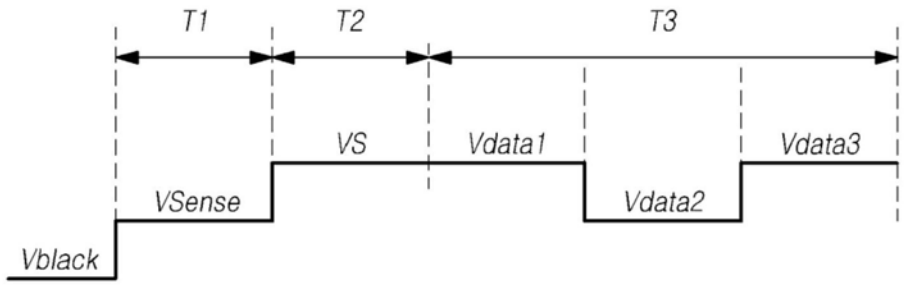 T1 T2 T3
VS Vdata1 Vdata3
VSense Vdata2
Vblack